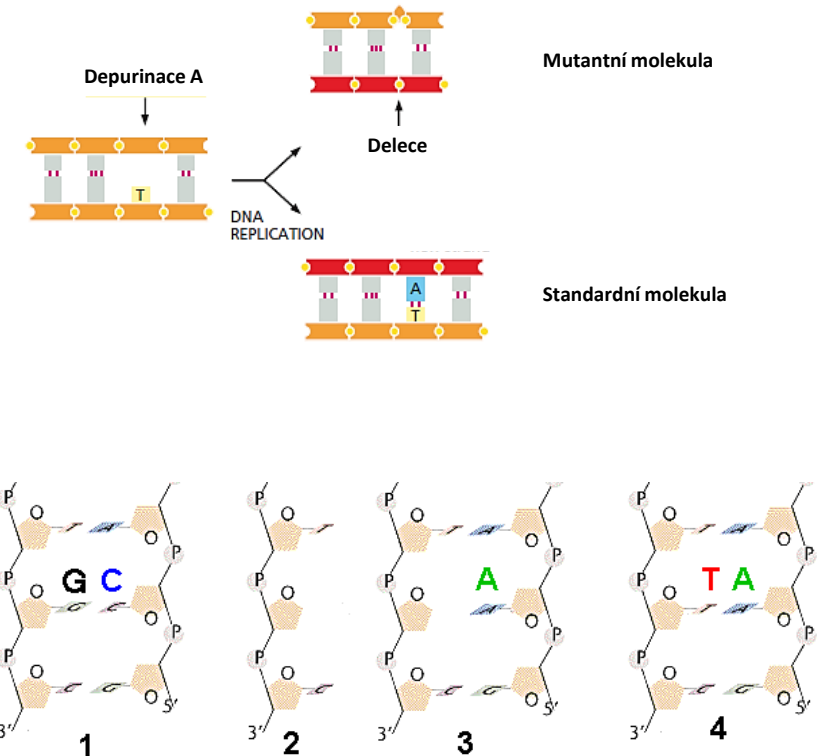 Mutantní molekula
Depurinace A
Delece
T
DNA
REPLICATION
Standardní molekula
A
T
P O P O P O P O
T A O P T T A O P T A O P
G C A T A
P P P P
O G C O O O A O O T A O
P P P P P P P
O C G O O C O C G O O C G O
3' 5' 3' 3' 5' 3' 5'
1 2 3 4